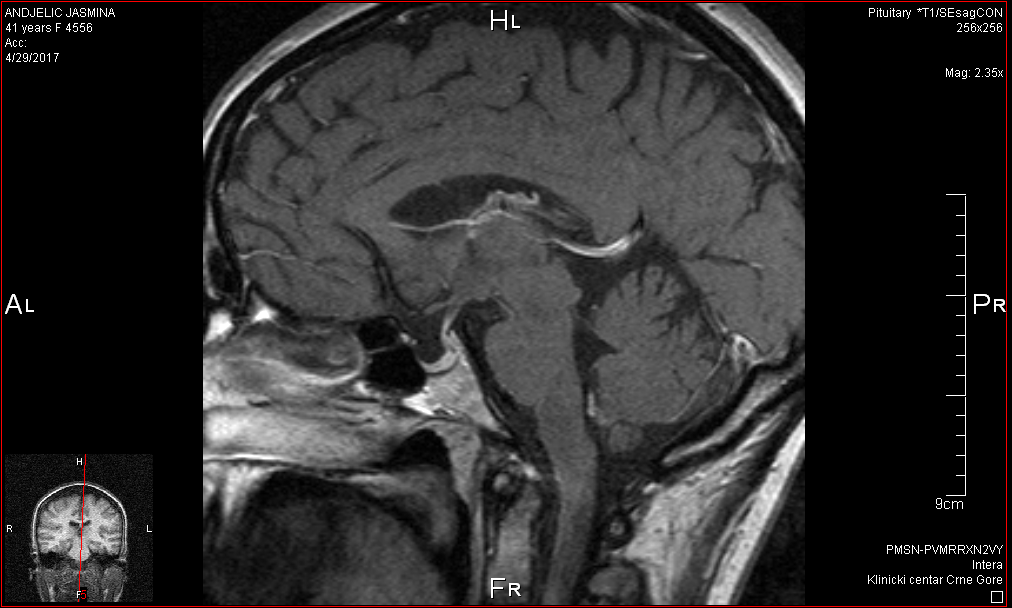 ANDJELIC JASMINA
41 years F 4556
Acc:
4/29/2017
HL
Pituitary *T1/SEsagCON
256x256
Mag: 2.35x
AL
PR
9cm
H
R
L
FR
PMSN-PVMRRXN2VY
Intera
Klinicki centar Crne Gore